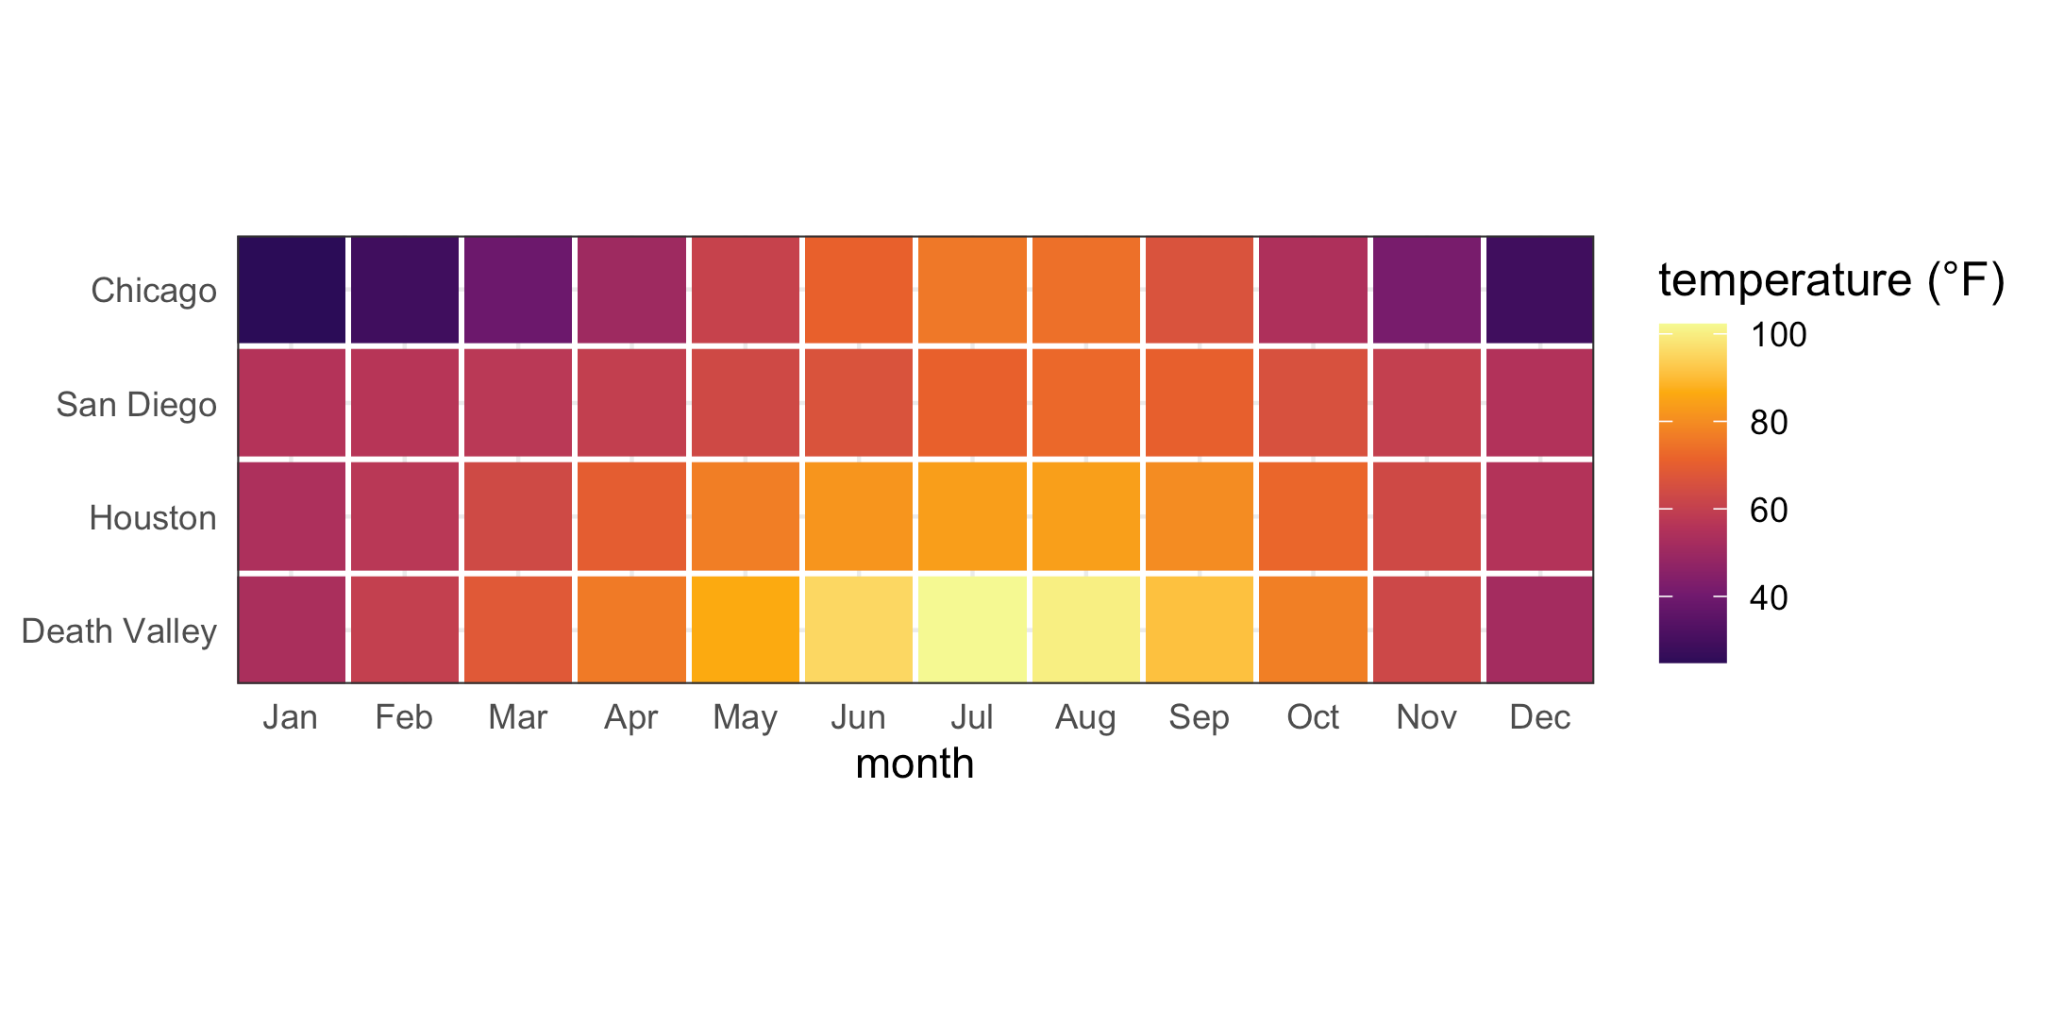 Chicago
San Diego
Houston
Death Valley
Jan Feb Mar Apr May Jun Jul Aug Sep Oct Nov Dec
month
temperature (°F)
100
80
60
40